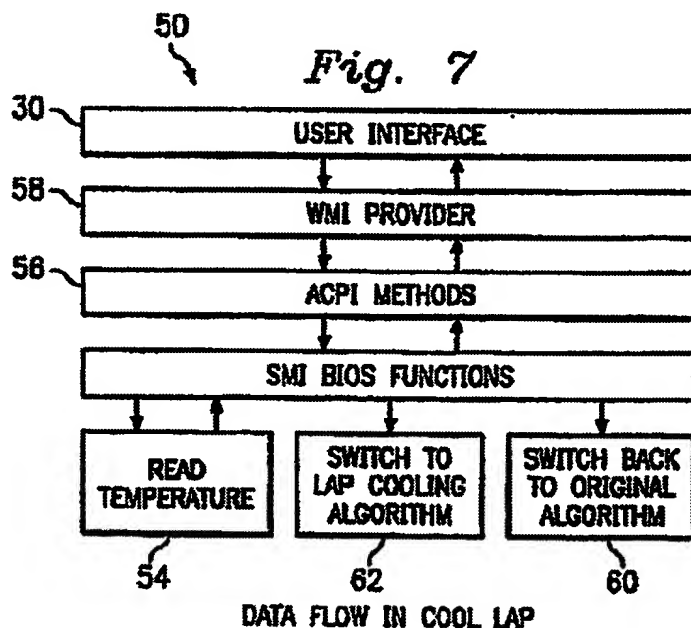 50
Fig. 7
30
USER INTERFACE
58
WMI PROVIDER
56
ACPI METHODS
SMI BIOS FUNCTIONS
READ
TEMPERATURE
SWITCH TO
LAP COOLING
ALGORITHM
SWITCH BACK
TO ORIGINAL
ALGORITHM
54
62
60
DATA FLOW IN COOL LAP